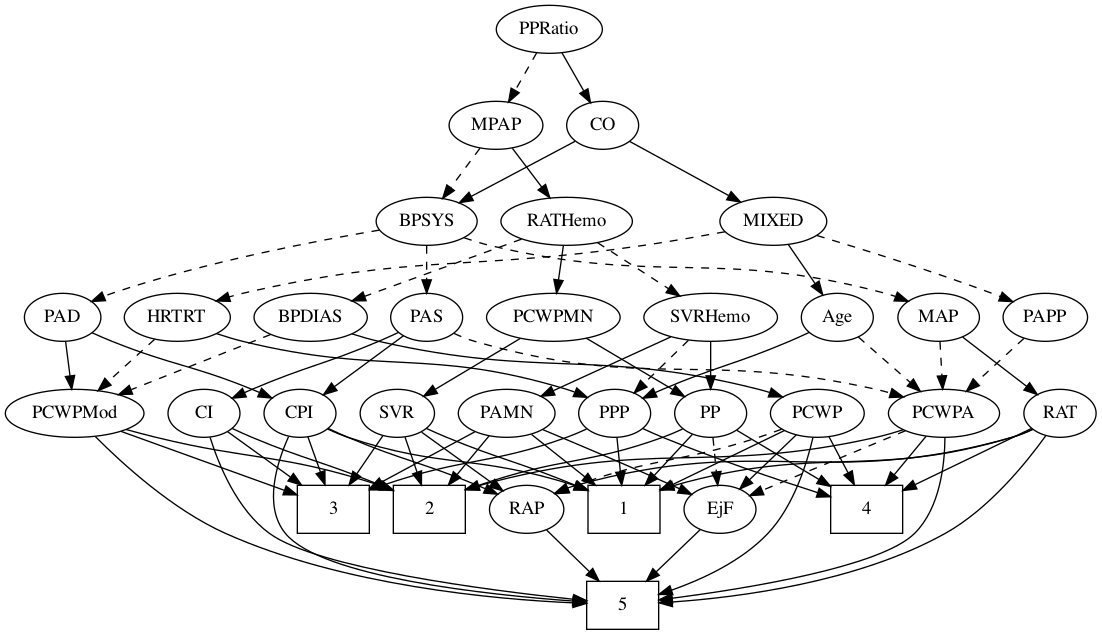 PPRatio
MPAP
CO
BPSYS
RATHemo
MIXED
PAD
HRTRT
BPDIAS
PAS
PCWPMN
SVRHemo
Age
MAP
PAPP
PCWPMod
CI
CPI
SVR
PAMN
PPP
PP
PCWP
PCWPA
RAT
3
2
RAP
1
EjF
4
5